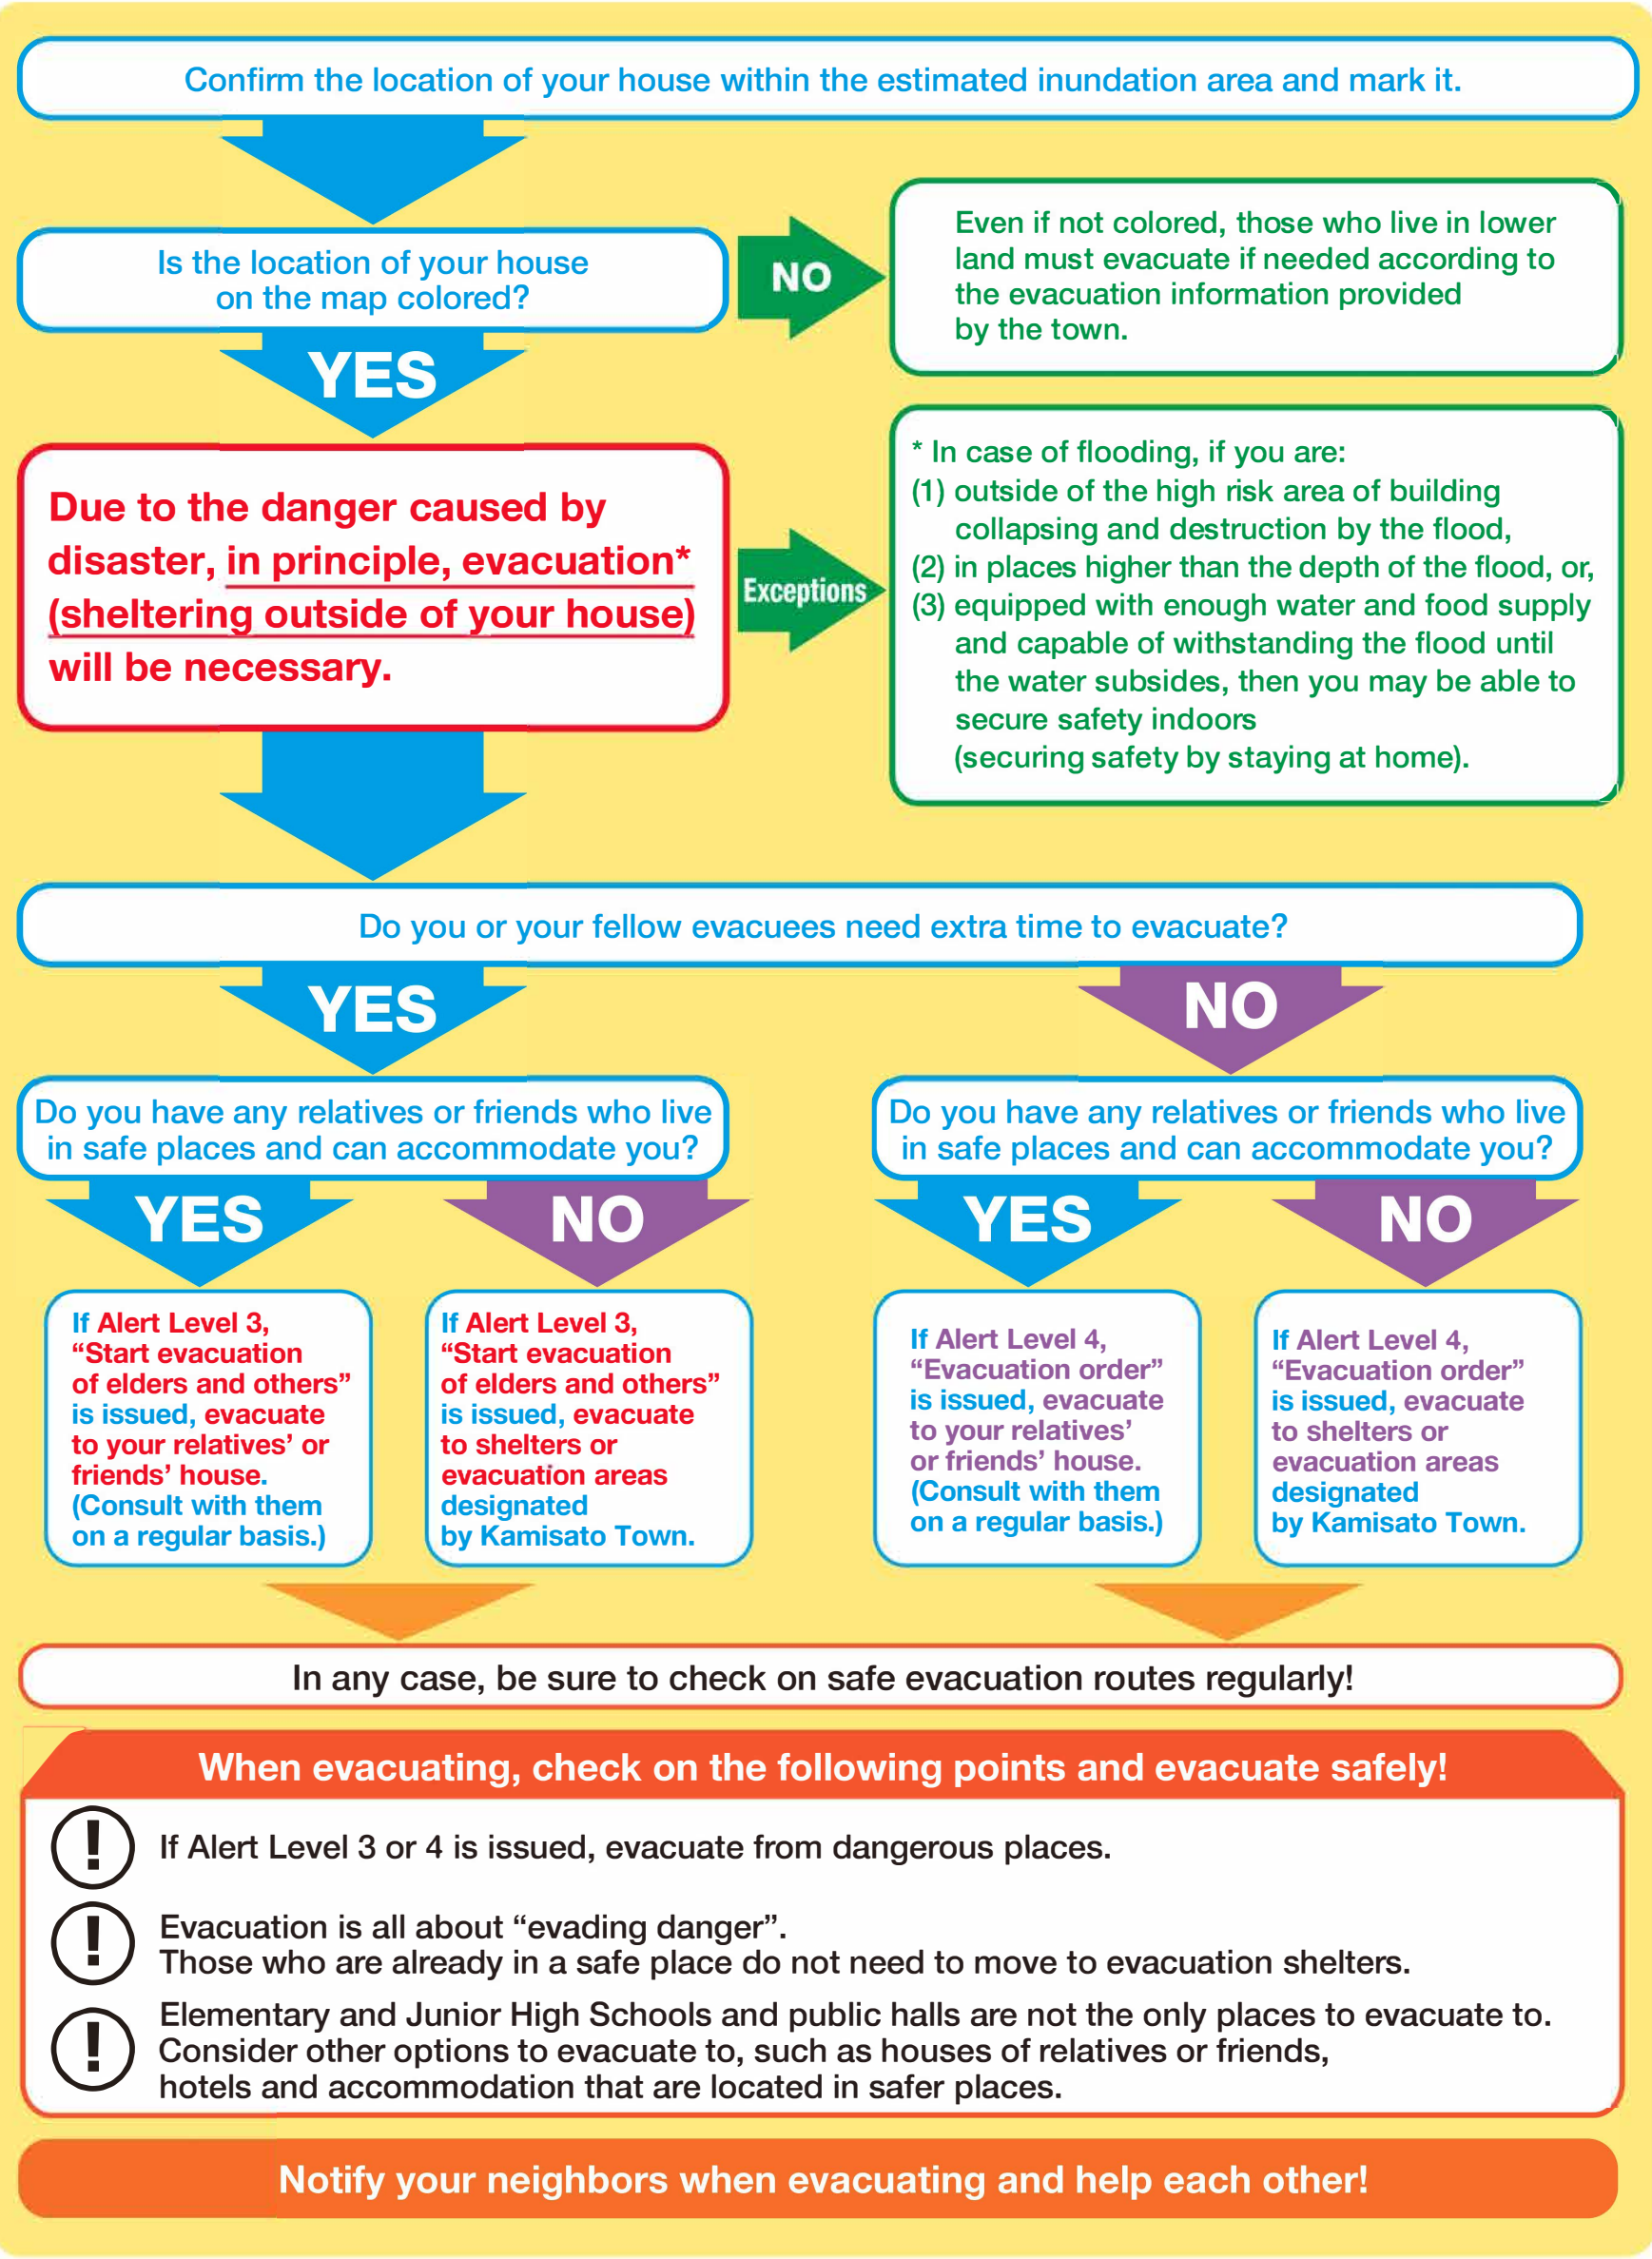 Confirm the location of your house within the estimated inundation area and mark it.
Is the location of your house
on the map colored?
NO
Even if not colored, those who live in lower
land must evacuate if needed according to
the evacuation information provided
by the town.
YES
Due to the danger caused by
disaster, in principle, evacuation*
(sheltering outside of your house)
will be necessary.
Exceptions
* In case of flooding, if you are:
(1) outside of the high risk area of building
collapsing and destruction by the flood,
(2) in places higher than the depth of the flood, or,
(3) equipped with enough water and food supply
and capable of withstanding the flood until
the water subsides, then you may be able to
secure safety indoors
(securing safety by staying at home).
Do you or your fellow evacuees need extra time to evacuate?
YES
NO
Do you have any relatives or friends who live
in safe places and can accommodate you?
Do you have any relatives or friends who live
in safe places and can accommodate you?
YES
NO
YES
NO
If Alert Level 3,
“Start evacuation
of elders and others”
is issued, evacuate
to your relatives’ or
friends’ house.
(Consult with them
on a regular basis.)
If Alert Level 3,
“Start evacuation
of elders and others”
is issued, evacuate
to shelters or
evacuation areas
designated
by Kamisato Town.
If Alert Level 4,
“Evacuation order”
is issued, evacuate
to your relatives’
or friends’ house.
(Consult with them
on a regular basis.)
If Alert Level 4,
“Evacuation order”
is issued, evacuate
to shelters or
evacuation areas
designated
by Kamisato Town.
In any case, be sure to check on safe evacuation routes regularly!
When evacuating, check on the following points and evacuate safely!
! If Alert Level 3 or 4 is issued, evacuate from dangerous places.
! Evacuation is all about “evading danger”.
Those who are already in a safe place do not need to move to evacuation shelters.
! Elementary and Junior High Schools and public halls are not the only places to evacuate to.
Consider other options to evacuate to, such as houses of relatives or friends,
hotels and accommodation that are located in safer places.
Notify your neighbors when evacuating and help each other!